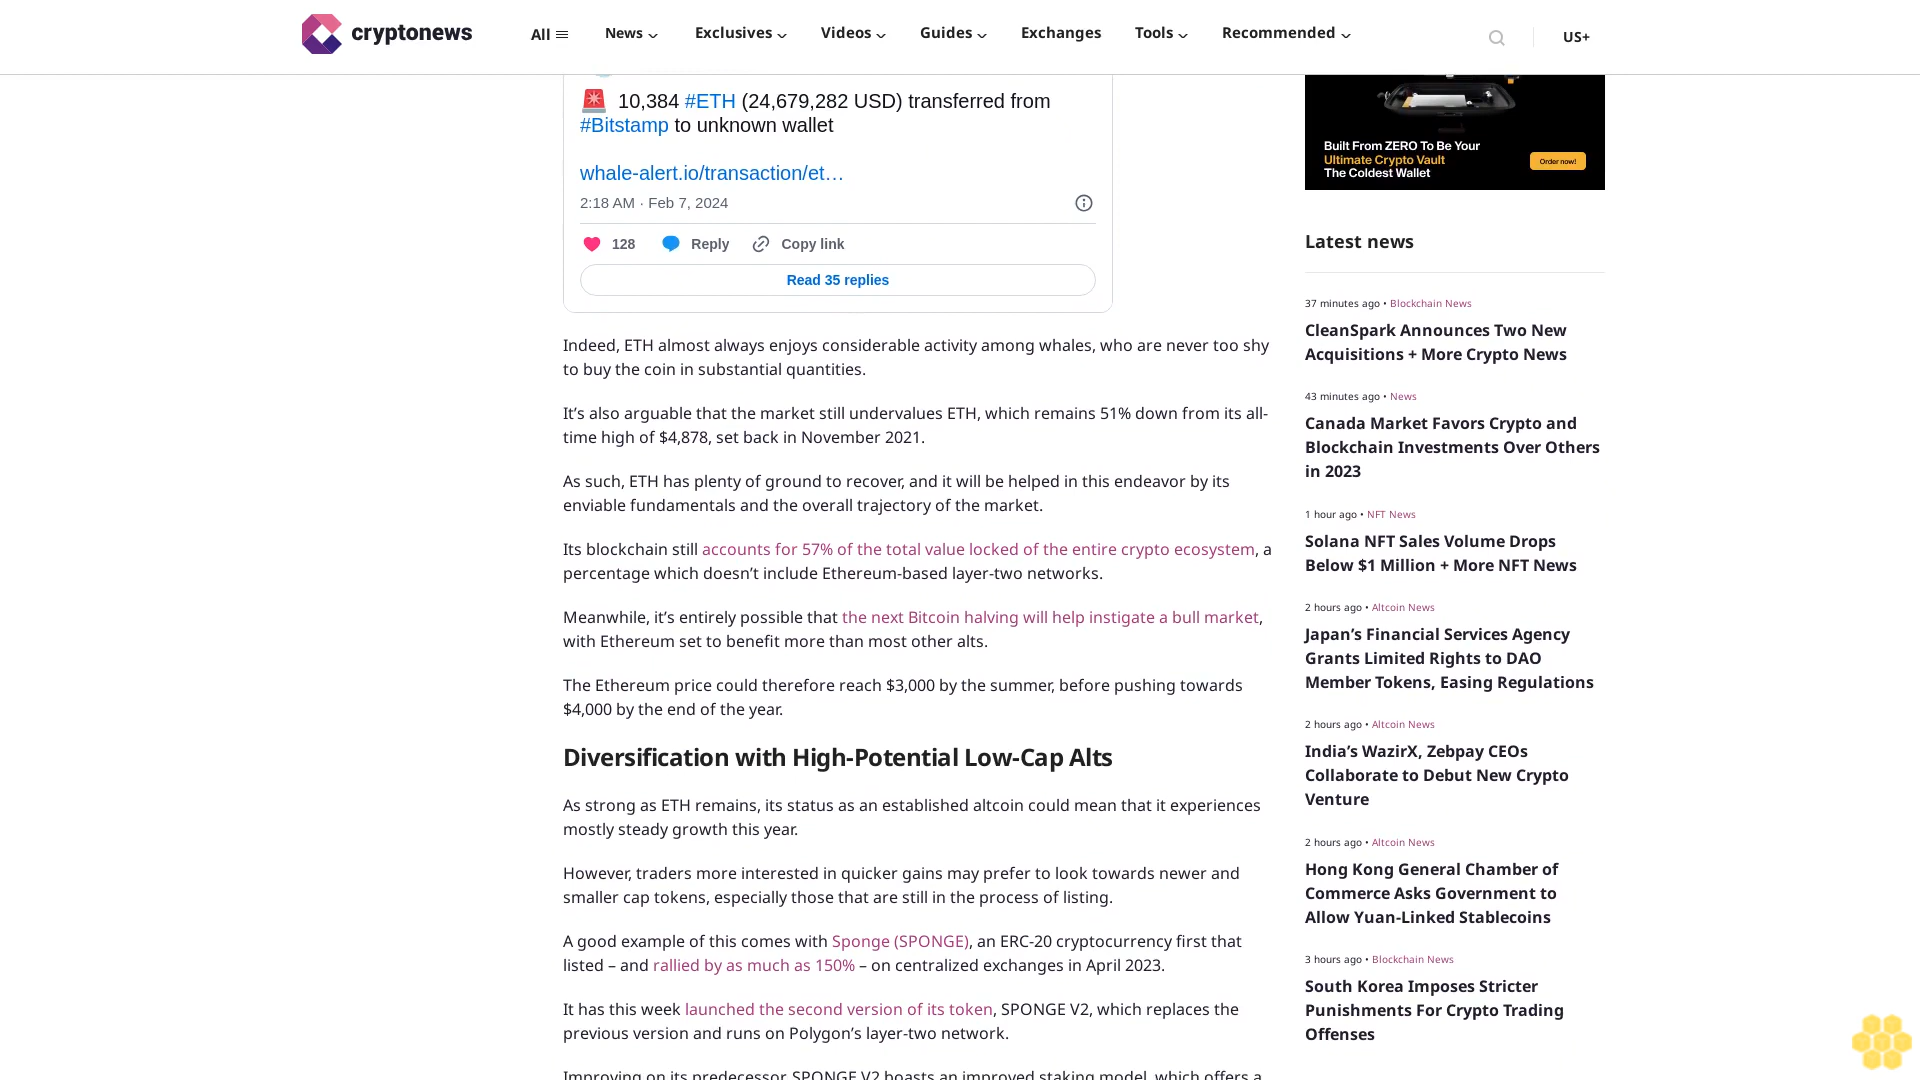 cryptonews
All
News
Exclusives
Videos
Guides
Exchanges
Tools
Recommended
US+
10,384 #ETH (24,679,282 USD) transferred from
#Bitstamp to unknown wallet
whale-alert.io/transaction/et…
2:18 AM · Feb 7, 2024
128 Reply Copy link
Read 35 replies
Indeed, ETH almost always enjoys considerable activity among whales, who are never too shy
to buy the coin in substantial quantities.
It’s also arguable that the market still undervalues ETH, which remains 51% down from its all-
time high of $4,878, set back in November 2021.
As such, ETH has plenty of ground to recover, and it will be helped in this endeavor by its
enviable fundamentals and the overall trajectory of the market.
Its blockchain still accounts for 57% of the total value locked of the entire crypto ecosystem, a
percentage which doesn’t include Ethereum-based layer-two networks.
Meanwhile, it’s entirely possible that the next Bitcoin halving will help instigate a bull market,
with Ethereum set to benefit more than most other alts.
The Ethereum price could therefore reach $3,000 by the summer, before pushing towards
$4,000 by the end of the year.
Diversification with High-Potential Low-Cap Alts
As strong as ETH remains, its status as an established altcoin could mean that it experiences
mostly steady growth this year.
However, traders more interested in quicker gains may prefer to look towards newer and
smaller cap tokens, especially those that are still in the process of listing.
A good example of this comes with Sponge (SPONGE), an ERC-20 cryptocurrency first that
listed – and rallied by as much as 150% – on centralized exchanges in April 2023.
It has this week launched the second version of its token, SPONGE V2, which replaces the
previous version and runs on Polygon’s layer-two network.
Improving on its predecessor, SPONGE V2 boasts an improved staking model, which offers a
Built From ZERO To Be Your
Ultimate Crypto Vault
The Coldest Wallet
Order now!
Latest news
37 minutes ago • Blockchain News
CleanSpark Announces Two New
Acquisitions + More Crypto News
43 minutes ago • News
Canada Market Favors Crypto and
Blockchain Investments Over Others
in 2023
1 hour ago • NFT News
Solana NFT Sales Volume Drops
Below $1 Million + More NFT News
2 hours ago • Altcoin News
Japan’s Financial Services Agency
Grants Limited Rights to DAO
Member Tokens, Easing Regulations
2 hours ago • Altcoin News
India’s WazirX, Zebpay CEOs
Collaborate to Debut New Crypto
Venture
2 hours ago • Altcoin News
Hong Kong General Chamber of
Commerce Asks Government to
Allow Yuan-Linked Stablecoins
3 hours ago • Blockchain News
South Korea Imposes Stricter
Punishments For Crypto Trading
Offenses